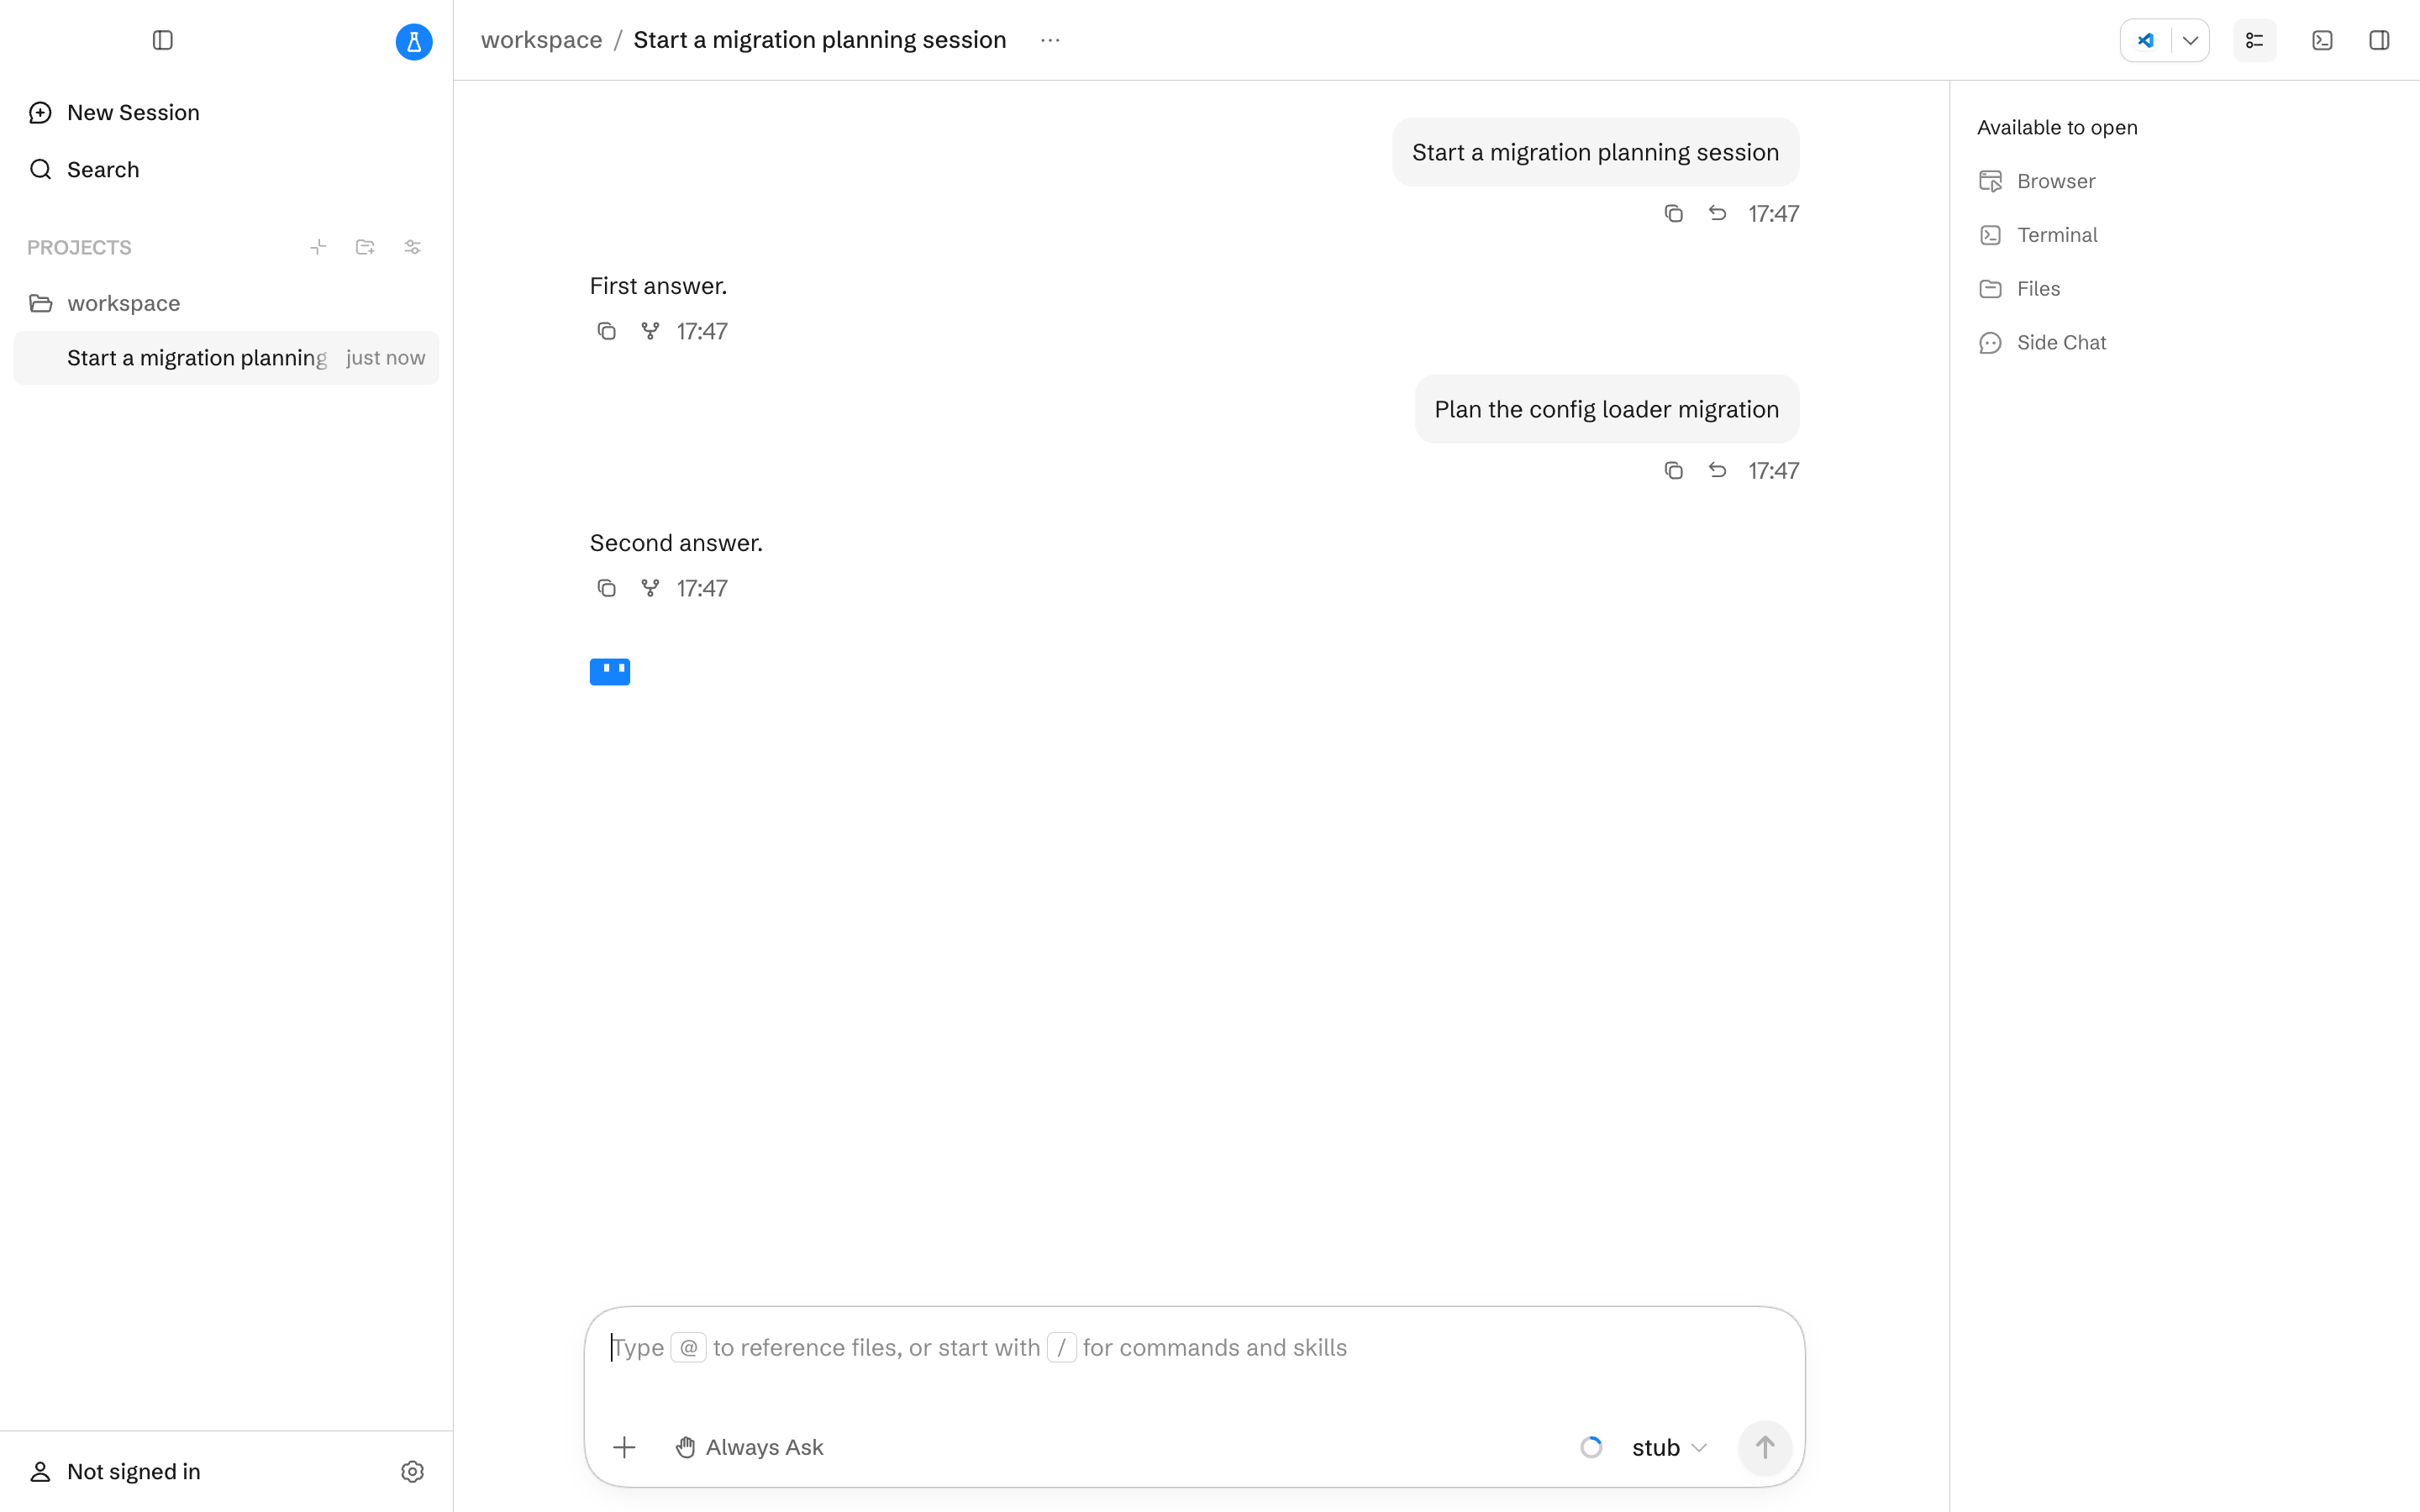 workspace / Start a migration planning session
New Session
Search
PROJECTS
workspace
Start a migration planning just now
Not signed in
Start a migration planning session
17:47
First answer.
17:47
Plan the config loader migration
17:47
Second answer.
17:47
Type @ to reference files, or start with / for commands and skills
Always Ask
stub
Available to open
Browser
Terminal
Files
Side Chat